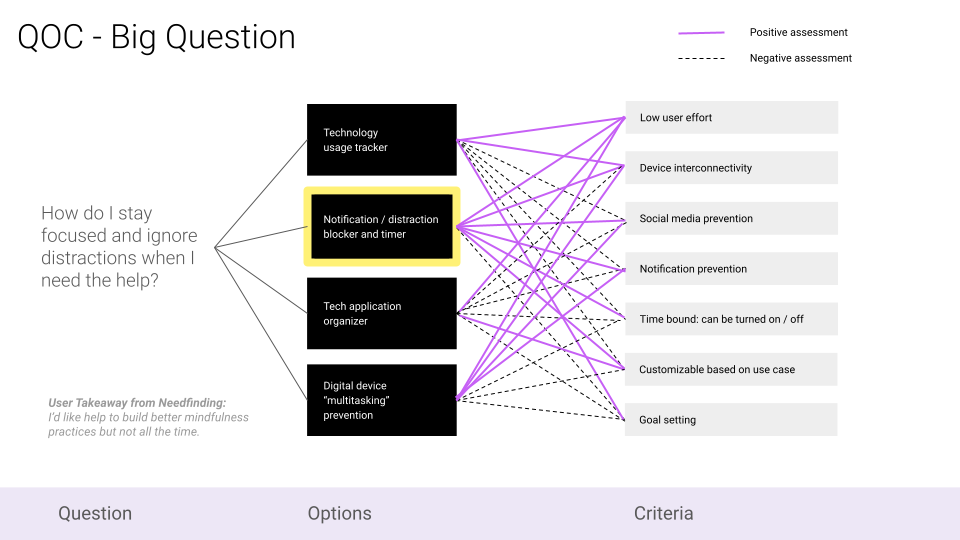 QOC - Big Question
Positive assessment
Negative assessment
How do I stay
focused and ignore
distractions when I
need the help?
User Takeaway from Needfinding:
I’d like help to build better mindfulness
practices but not all the time.
Technology
usage tracker
Notification / distraction
blocker and timer
Tech application
organizer
Digital device
“multitasking”
prevention
Low user effort
Device interconnectivity
Social media prevention
Notification prevention
Time bound: can be turned on / off
Customizable based on use case
Goal setting
Question
Options
Criteria